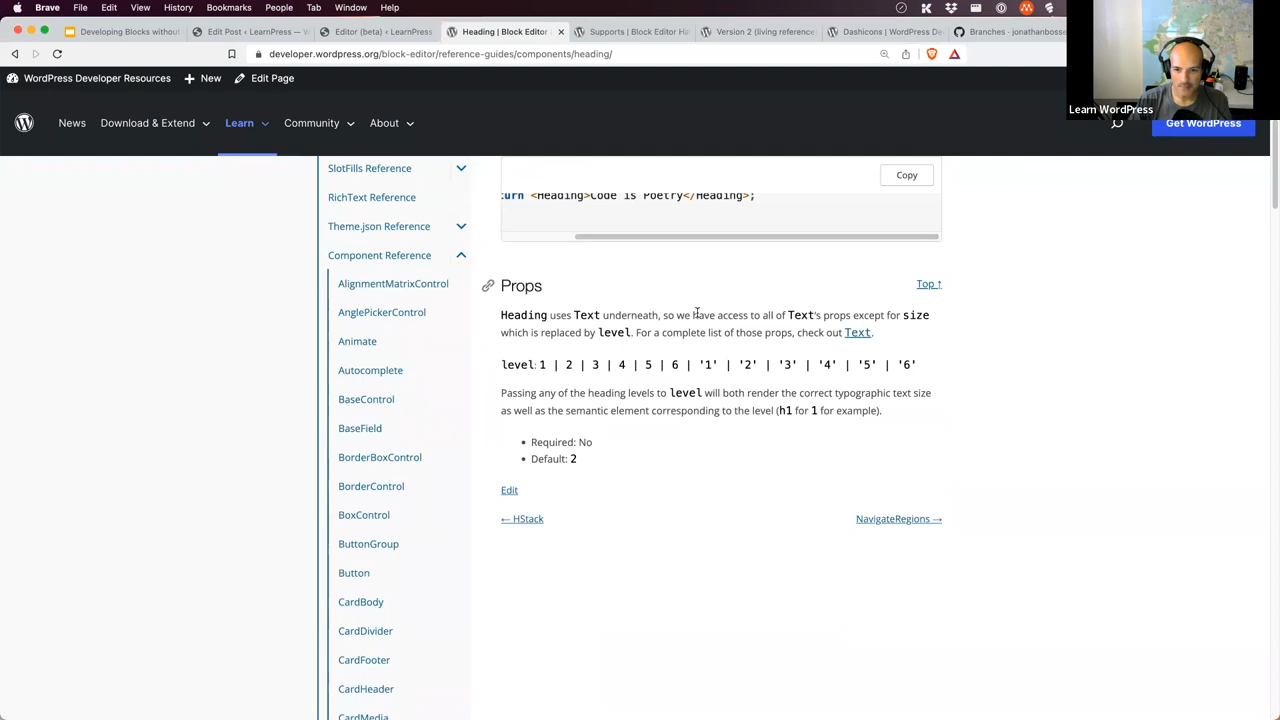 View
History
Bookmarks
People
Tab
Window
Help
Developing Blocks without
Edit Post ‹ LearnPress —
Editor (beta) ‹ LearnPress
Heading | Block Editor
Supports | Block Editor Ha
Version 2 (living reference
Dashicons | WordPress De
Branches · jonathanbosse
developer.wordpress.org/block-editor/reference-guides/components/heading/
Learn WordPress
WordPress Developer Resources
New
Edit Page
News
Download & Extend
Learn
Community
About
Get WordPress
SlotFills Reference
RichText Reference
Theme.json Reference
Component Reference
AlignmentMatrixControl
AnglePickerControl
Animate
Autocomplete
BaseControl
BaseField
BorderBoxControl
BorderControl
BoxControl
ButtonGroup
Button
CardBody
CardDivider
CardFooter
CardHeader
CardMedia
Copy
urn <Heading>Code is Poetry</Heading>;
Props
Top ↑
Heading uses Text underneath, so we have access to all of Text's props except for size
which is replaced by level. For a complete list of those props, check out Text.
level: 1 | 2 | 3 | 4 | 5 | 6 | '1' | '2' | '3' | '4' | '5' | '6'
Passing any of the heading levels to level will both render the correct typographic text size
as well as the semantic element corresponding to the level (h1 for 1 for example).
• Required: No
• Default: 2
Edit
← HStack
NavigateRegions →